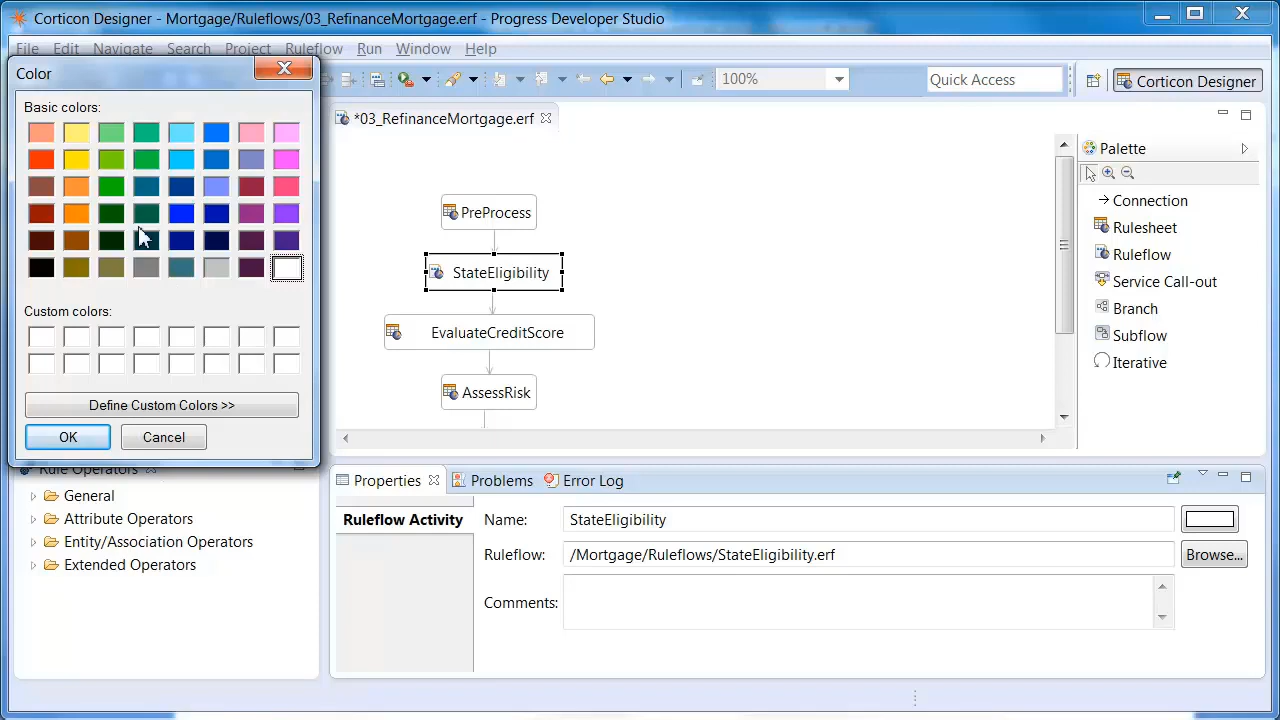 Corticon Designer - Mortgage/Ruleflows/03_RefinanceMortgage.erf - Progress Developer Studio
File Edit Navigate Search Project Ruleflow Run Window Help
100%
Quick Access
Corticon Designer
Color
Basic colors:
Custom colors:
Define Custom Colors >>
OK Cancel
*03_RefinanceMortgage.erf
PreProcess
StateEligibility
EvaluateCreditScore
AssessRisk
Palette
Connection
Rulesheet
Ruleflow
Service Call-out
Branch
Subflow
Iterative
Rule Operators
General
Attribute Operators
Entity/Association Operators
Extended Operators
Properties Problems Error Log
Ruleflow Activity
Name: StateEligibility
Ruleflow: /Mortgage/Ruleflows/StateEligibility.erf Browse...
Comments: